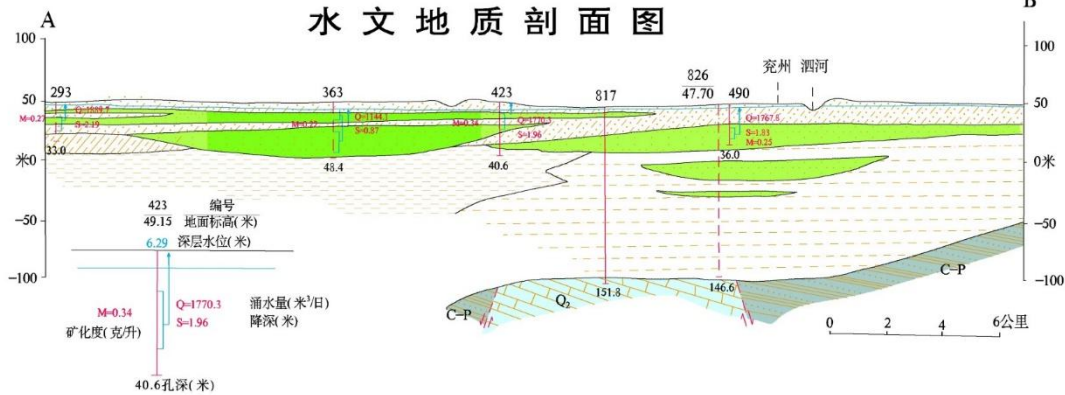 水文地质剖面图
A
B
100
50
米0
−50
−100
100
50
0米
−50
−100
293
M=0.27
S=2.19
33.0
363
Q=1144.1
M=0.22
S=0.87
48.4
423
Q=1770.3
M=0.34
S=1.96
40.6
817
151.8
826
47.70
146.6
490
Q=1767.8
S=1.83
M=0.25
36.0
兖州 泗河
C−P
O₂
C−P
0 2 4 6公里
423 编号
49.15 地面标高(米)
6.29 深层水位(米)
M=0.34
矿化度(克/升)
Q=1770.3 涌水量(米³/日)
S=1.96 降深(米)
40.6孔深(米)